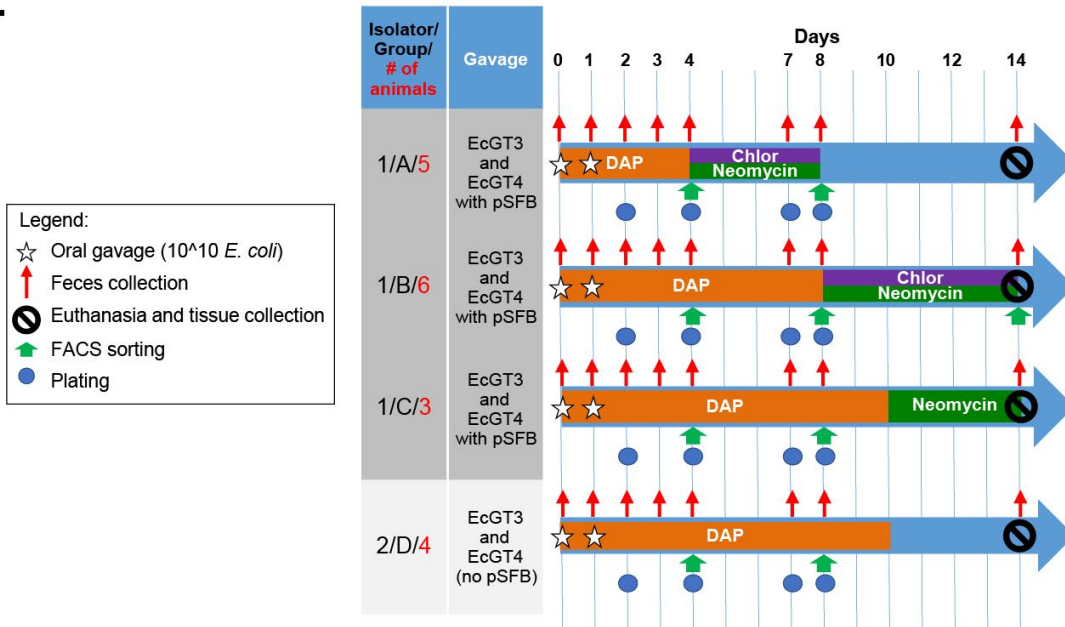 Isolator/
Group/
# of
animals
Gavage
Days
0 1 2 3 4 7 8 10 12 14
1/A/5
EcGT3
and
EcGT4
with pSFB
DAP
Chlor
Neomycin
1/B/6
EcGT3
and
EcGT4
with pSFB
DAP
Chlor
Neomycin
1/C/3
EcGT3
and
EcGT4
with pSFB
DAP
Neomycin
2/D/4
EcGT3
and
EcGT4
(no pSFB)
DAP
Legend:
Oral gavage (10^10 E. coli)
Feces collection
Euthanasia and tissue collection
FACS sorting
Plating